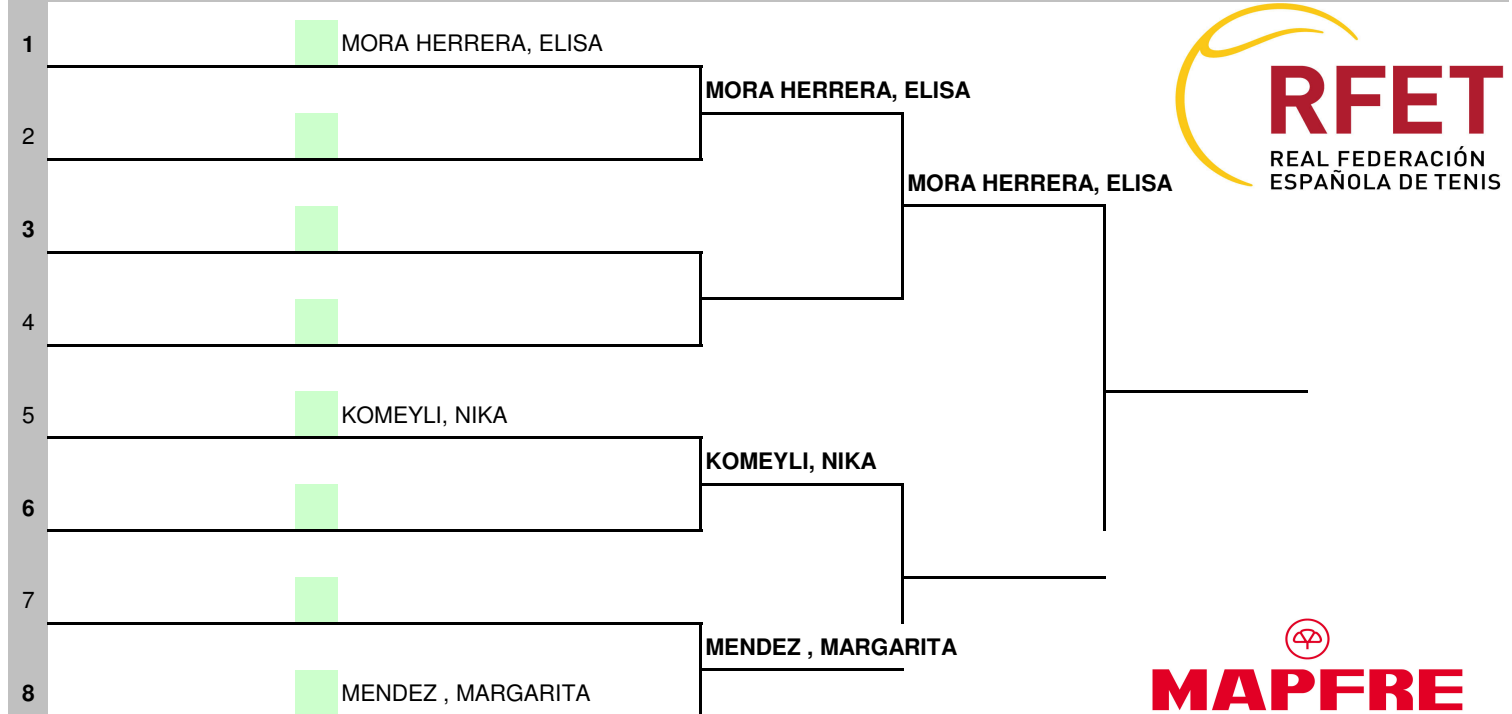 1 MORA HERRERA, ELISA
MORA HERRERA, ELISA
2
MORA HERRERA, ELISA
3
4
5 KOMEYLI, NIKA
KOMEYLI, NIKA
6
7
MENDEZ , MARGARITA
8 MENDEZ , MARGARITA
RFET
REAL FEDERACIÓN
ESPAÑOLA DE TENIS
MAPFRE